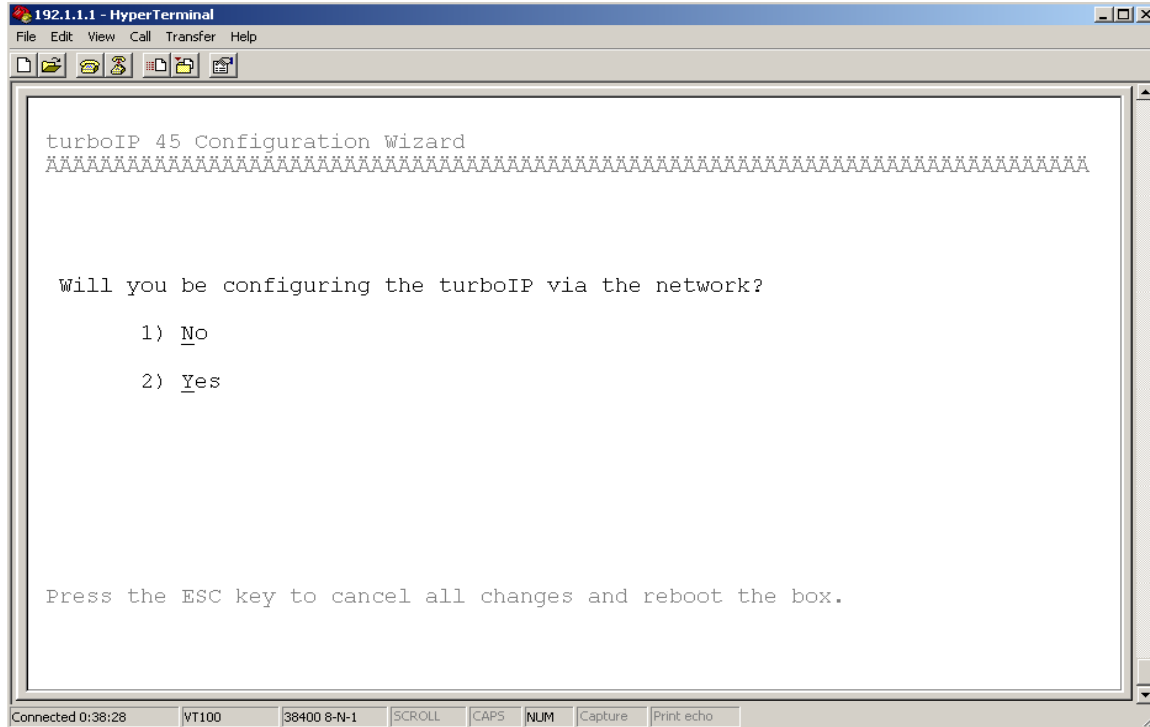 192.1.1.1 - HyperTerminal
File Edit View Call Transfer Help
turboIP 45 Configuration Wizard
ÄÄÄÄÄÄÄÄÄÄÄÄÄÄÄÄÄÄÄÄÄÄÄÄÄÄÄÄÄÄÄÄÄÄÄÄÄÄÄÄÄÄÄÄÄÄÄÄÄÄÄÄÄÄÄÄÄÄÄÄÄÄÄÄÄÄÄÄÄÄÄÄÄÄÄÄÄ
Will you be configuring the turboIP via the network?
1) No
2) Yes
Press the ESC key to cancel all changes and reboot the box.
Connected 0:38:28 VT100 38400 8-N-1 SCROLL CAPS NUM Capture Print echo